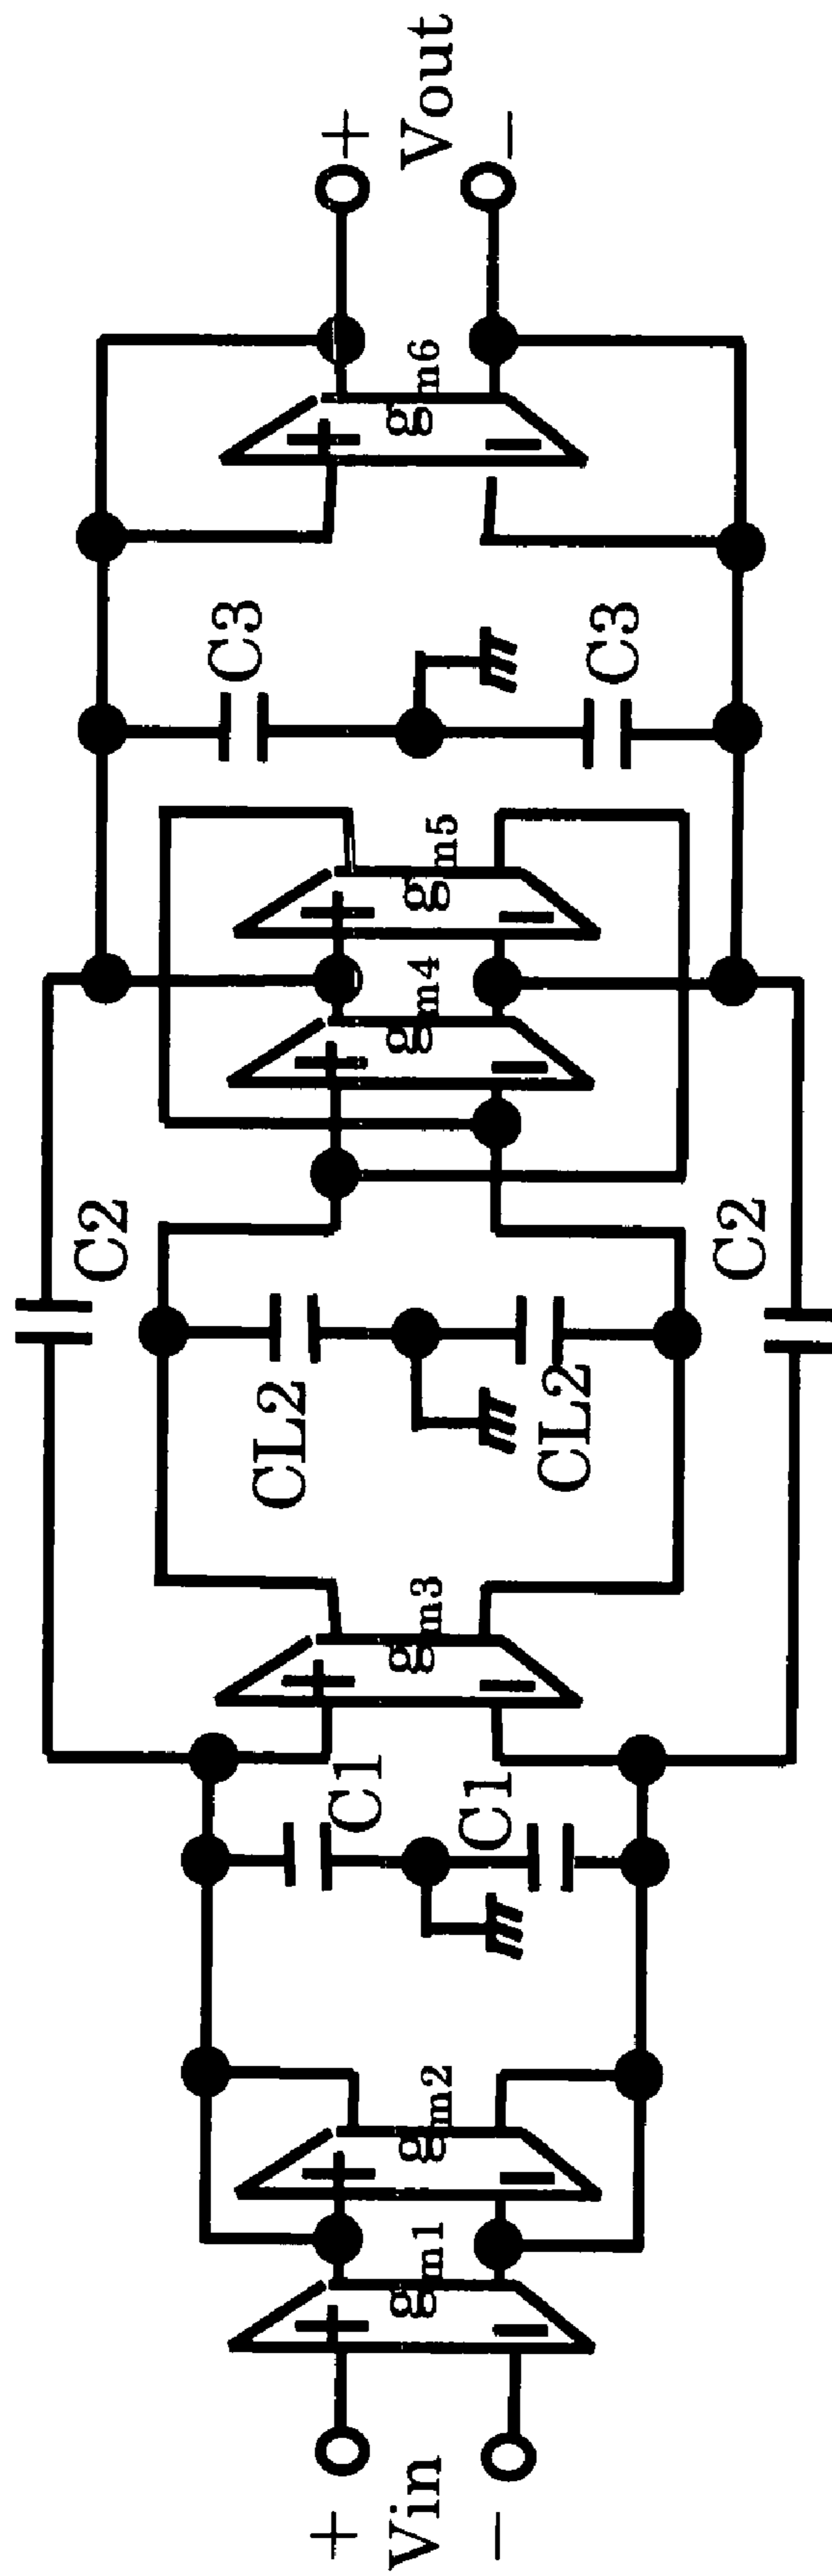 +
Vin
−
+
−
gm1
+
−
gm2
C1
C1
+
−
gm3
CL2
CL2
C2
C2
+
−
gm4
+
−
gm5
C3
C3
+
−
gm6
+
Vout
−